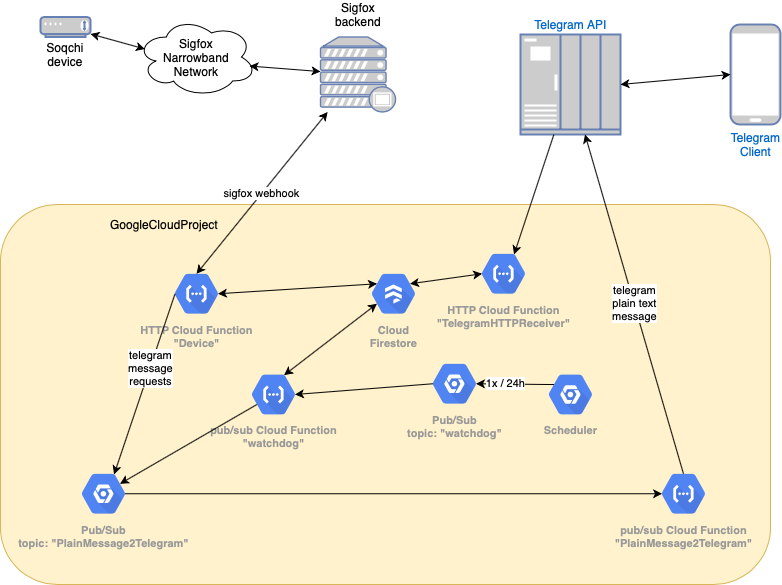 Sigfox
backend
Telegram API
Soqchi
device
Sigfox
Narrowband
Network
Telegram
Client
sigfox webhook
GoogleCloudProject
HTTP Cloud Function
"Device"
Cloud
Firestore
HTTP Cloud Function
"TelegramHTTPReceiver"
telegram
plain text
message
telegram
message
requests
1x / 24h
pub/sub Cloud Function
"watchdog"
Pub/Sub
topic: "watchdog"
Scheduler
Pub/Sub
topic: "PlainMessage2Telegram"
pub/sub Cloud Function
"PlainMessage2Telegram"